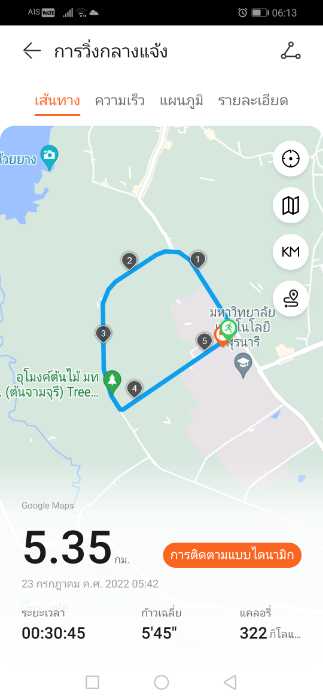 AIS 06:13
การวิ่งกลางแจ้ง
เส้นทาง ความเร็ว แผนภูมิ รายละเอียด
วยยาง
2
1
KM
3
มหาวิทยาลัย
5
สุรนารี
อุโมงค์ต้นไม้ มท
(ต้นจามจุรี) Tree...
4
Google Maps
5.35 กม.
การติดตามแบบไดนามิก
23 กรกฎาคม ค.ศ. 2022 05:42
ระยะเวลา ก้าวเฉลี่ย แคลอรี่
00:30:45 5'45" 322 กิโลแ...